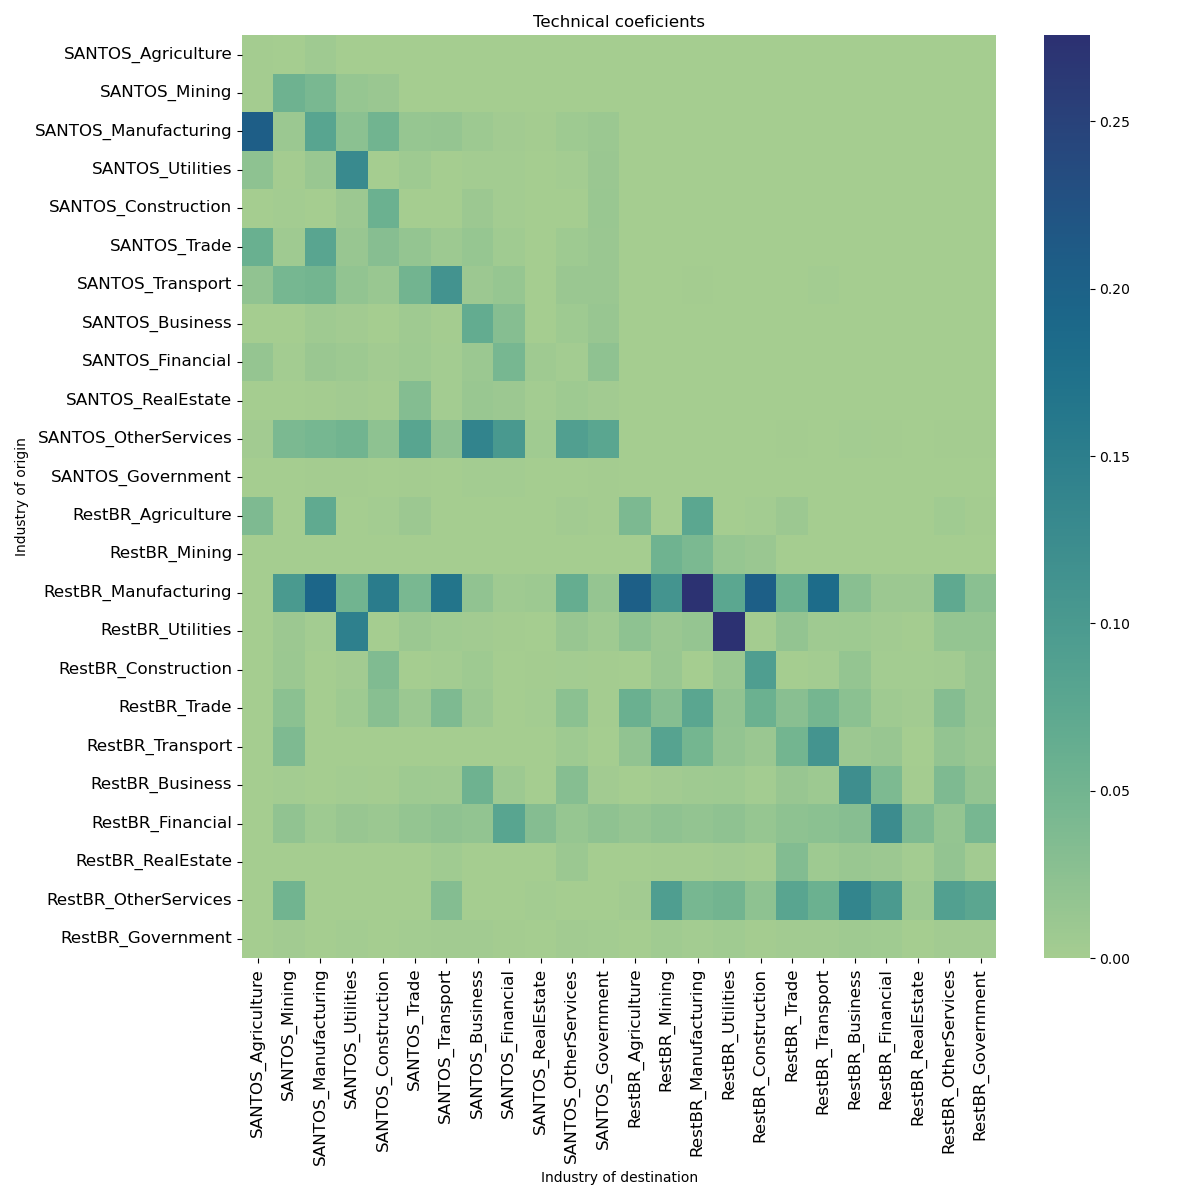 Technical coeficients
SANTOS_Agriculture
SANTOS_Mining
SANTOS_Manufacturing
SANTOS_Utilities
SANTOS_Construction
SANTOS_Trade
SANTOS_Transport
SANTOS_Business
SANTOS_Financial
SANTOS_RealEstate
SANTOS_OtherServices
SANTOS_Government
RestBR_Agriculture
RestBR_Mining
RestBR_Manufacturing
RestBR_Utilities
RestBR_Construction
RestBR_Trade
RestBR_Transport
RestBR_Business
RestBR_Financial
RestBR_RealEstate
RestBR_OtherServices
RestBR_Government
Industry of origin
SANTOS_Agriculture
SANTOS_Mining
SANTOS_Manufacturing
SANTOS_Utilities
SANTOS_Construction
SANTOS_Trade
SANTOS_Transport
SANTOS_Business
SANTOS_Financial
SANTOS_RealEstate
SANTOS_OtherServices
SANTOS_Government
RestBR_Agriculture
RestBR_Mining
RestBR_Manufacturing
RestBR_Utilities
RestBR_Construction
RestBR_Trade
RestBR_Transport
RestBR_Business
RestBR_Financial
RestBR_RealEstate
RestBR_OtherServices
RestBR_Government
Industry of destination
0.25
0.20
0.15
0.10
0.05
0.00